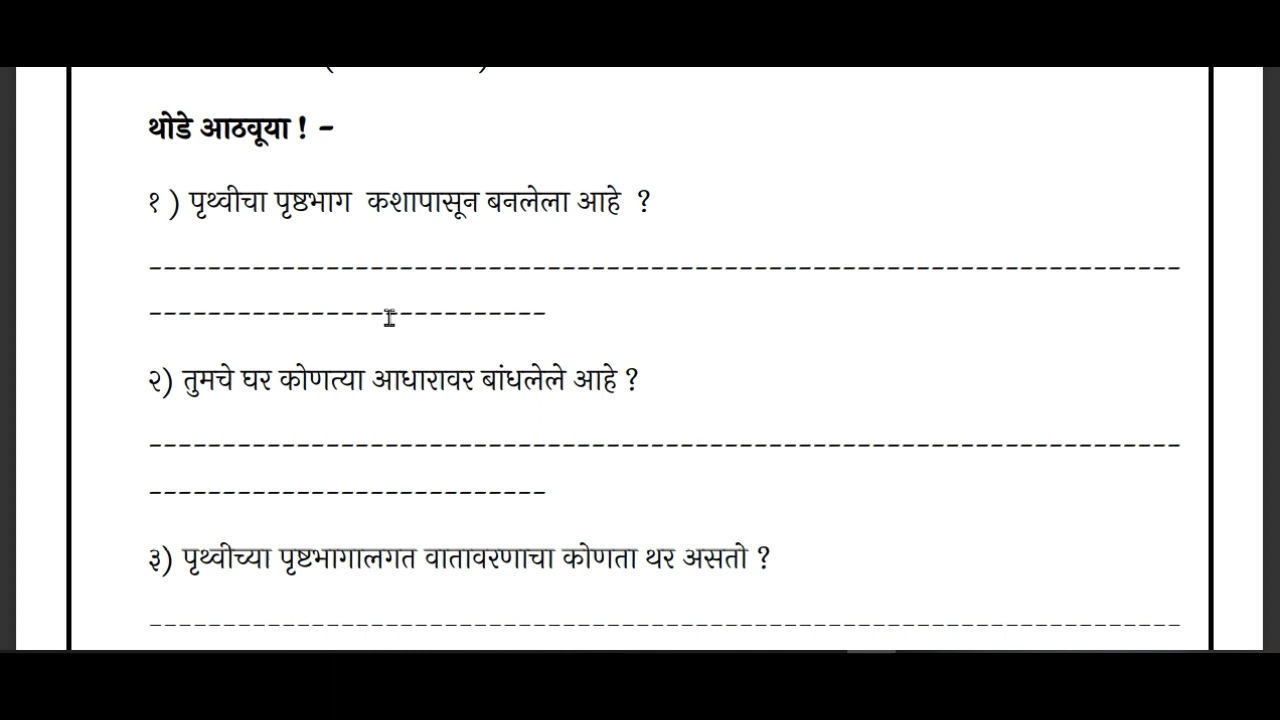 थोडे आठवूया ! -
१ ) पृथ्वीचा पृष्ठभाग कशापासून बनलेला आहे ?
----------------------------------------------------------------------
---------------------------
२) तुमचे घर कोणत्या आधारावर बांधलेले आहे ?
----------------------------------------------------------------------
---------------------------
३) पृथ्वीच्या पृष्टभागालगत वातावरणाचा कोणता थर असतो ?
----------------------------------------------------------------------